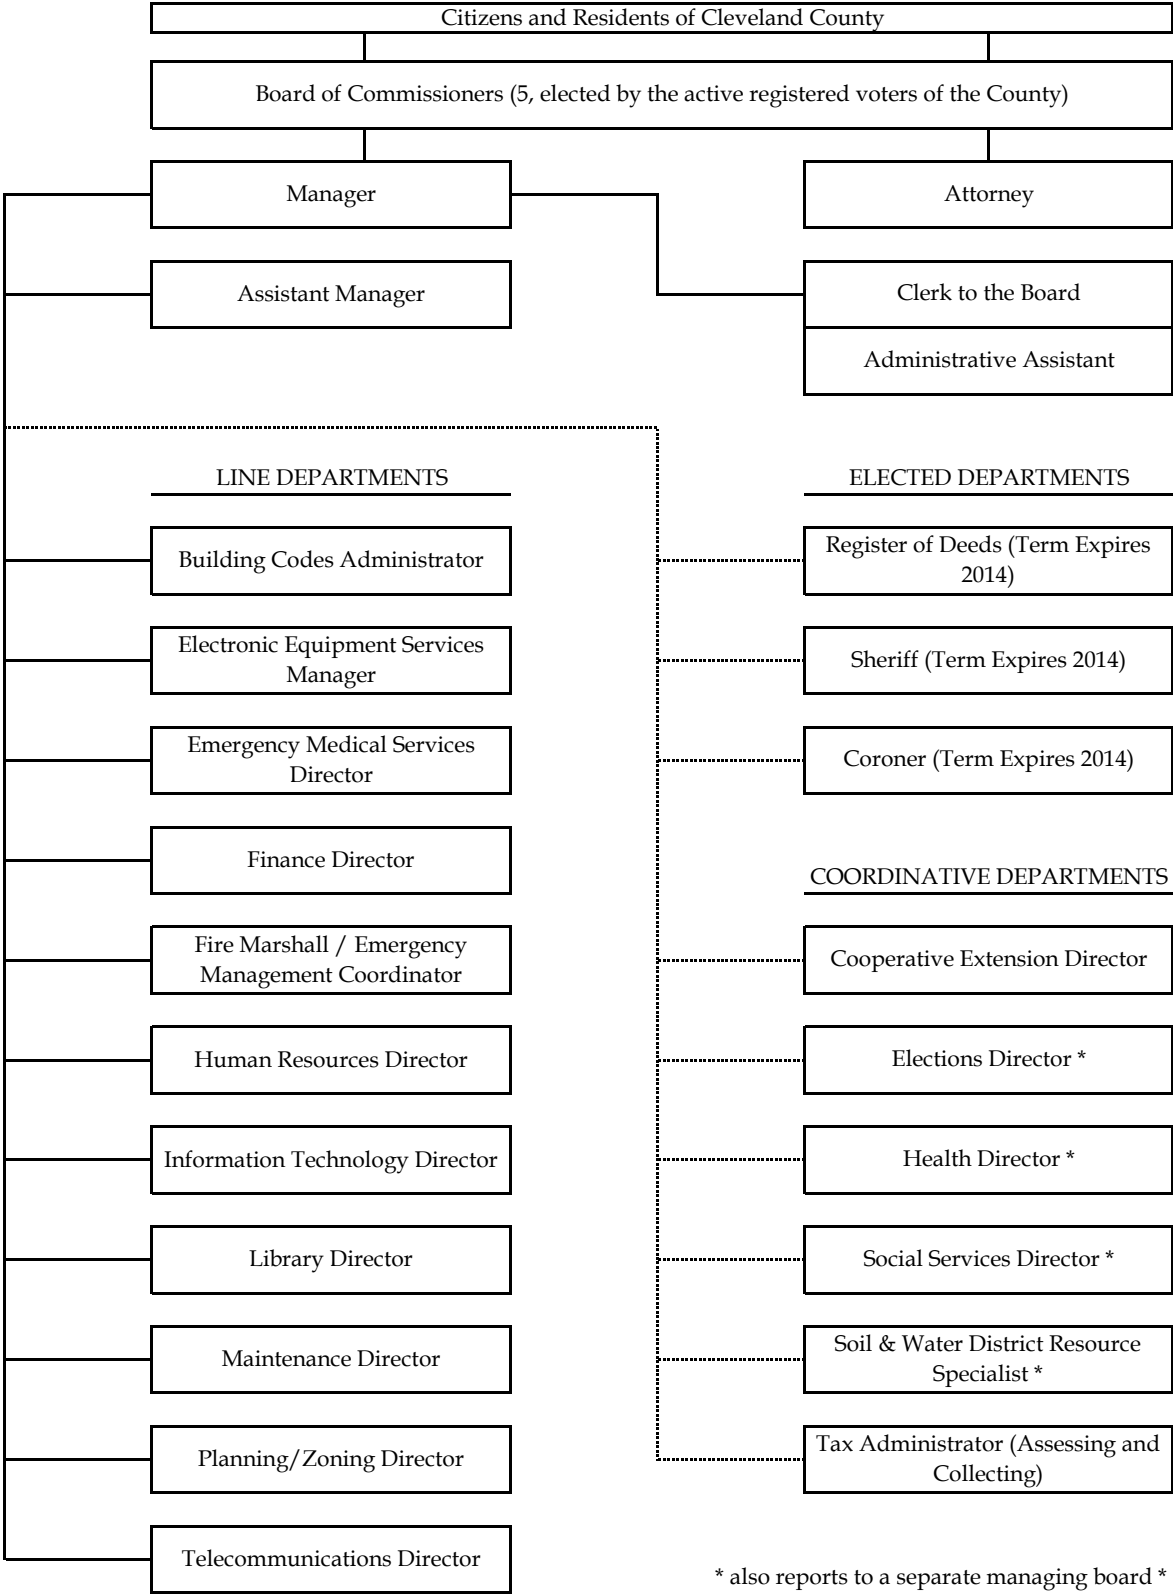 Citizens and Residents of Cleveland County
Board of Commissioners (5, elected by the active registered voters of the County)
Manager
Attorney
Assistant Manager
Clerk to the Board
Administrative Assistant
LINE DEPARTMENTS
Building Codes Administrator
Electronic Equipment Services
Manager
Emergency Medical Services
Director
Finance Director
Fire Marshall / Emergency
Management Coordinator
Human Resources Director
Information Technology Director
Library Director
Maintenance Director
Planning/Zoning Director
Telecommunications Director
ELECTED DEPARTMENTS
Register of Deeds (Term Expires
2014)
Sheriff (Term Expires 2014)
Coroner (Term Expires 2014)
COORDINATIVE DEPARTMENTS
Cooperative Extension Director
Elections Director *
Health Director *
Social Services Director *
Soil & Water District Resource
Specialist *
Tax Administrator (Assessing and
Collecting)
* also reports to a separate managing board *